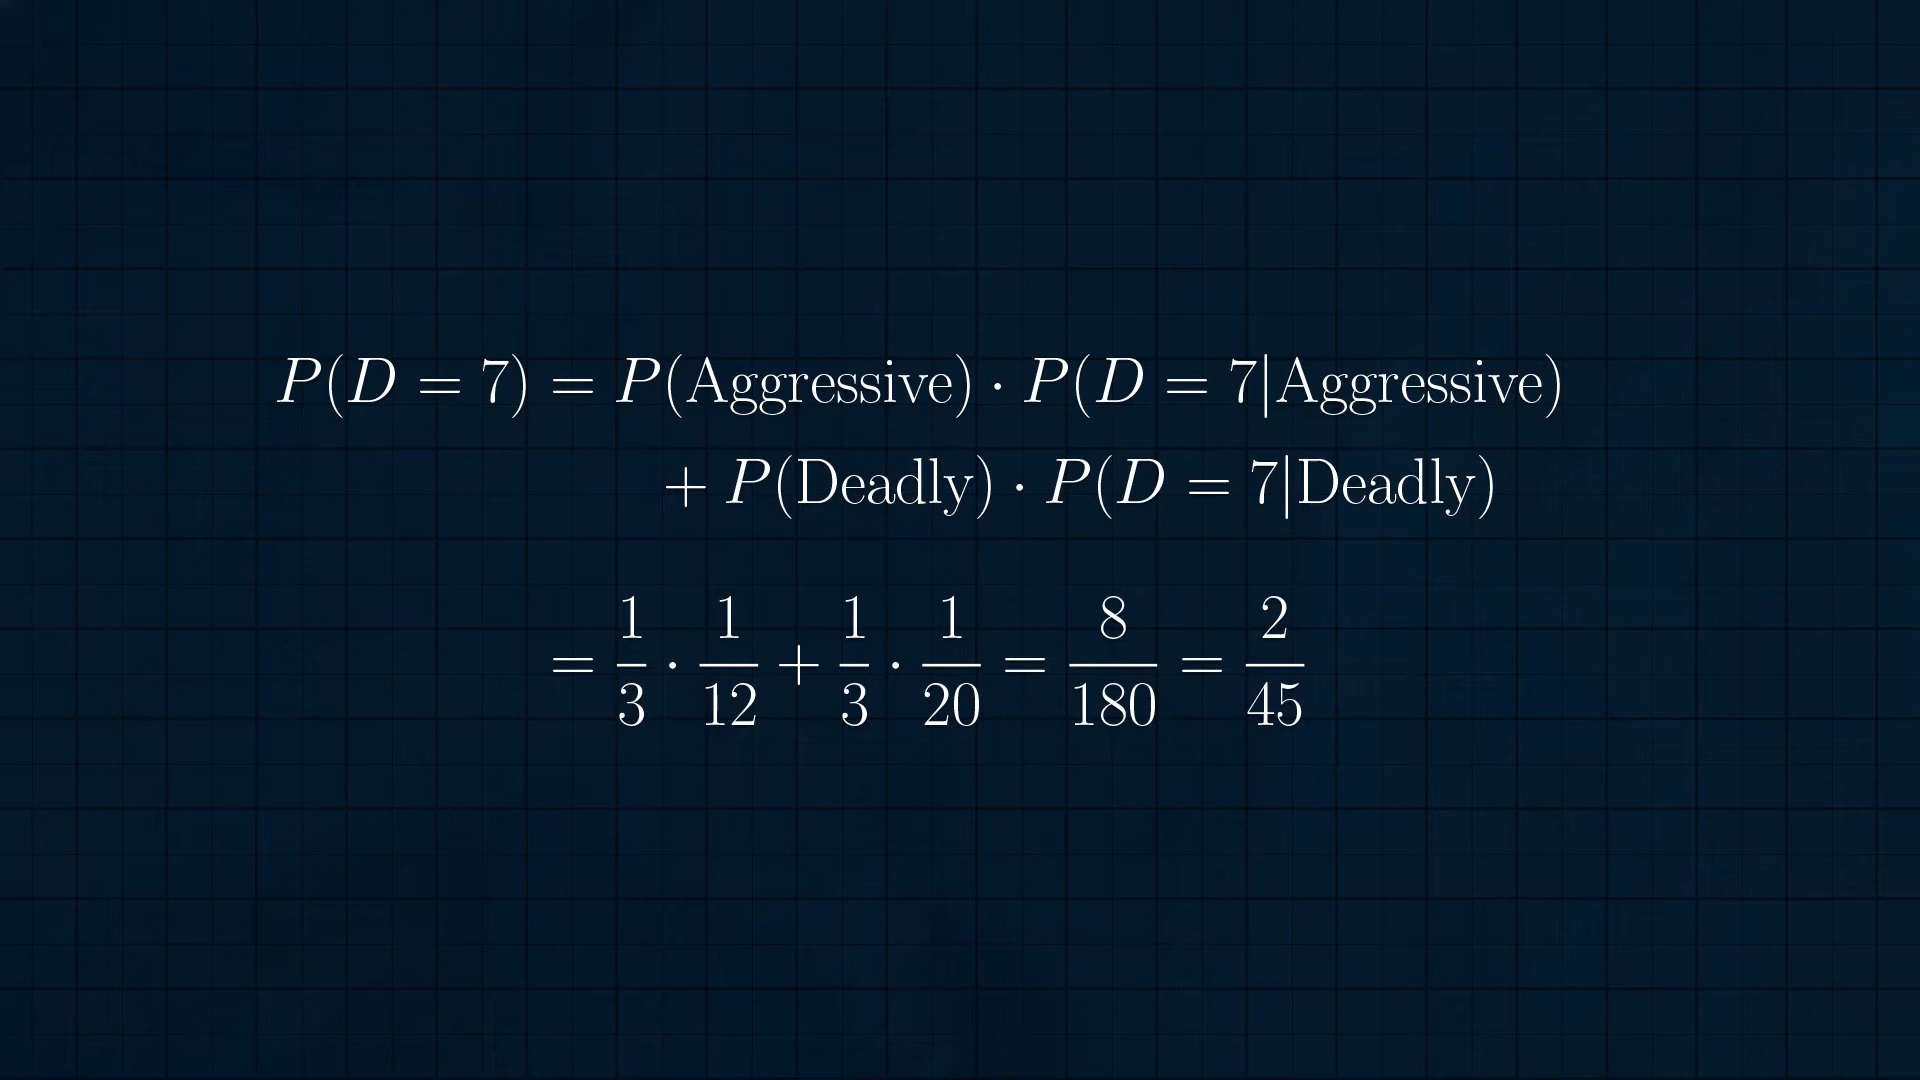 P(D = 7) = P(Aggressive) · P(D = 7|Aggressive)
+ P(Deadly) · P(D = 7|Deadly)
= 1/3 · 1/12 + 1/3 · 1/20 = 8/180 = 2/45